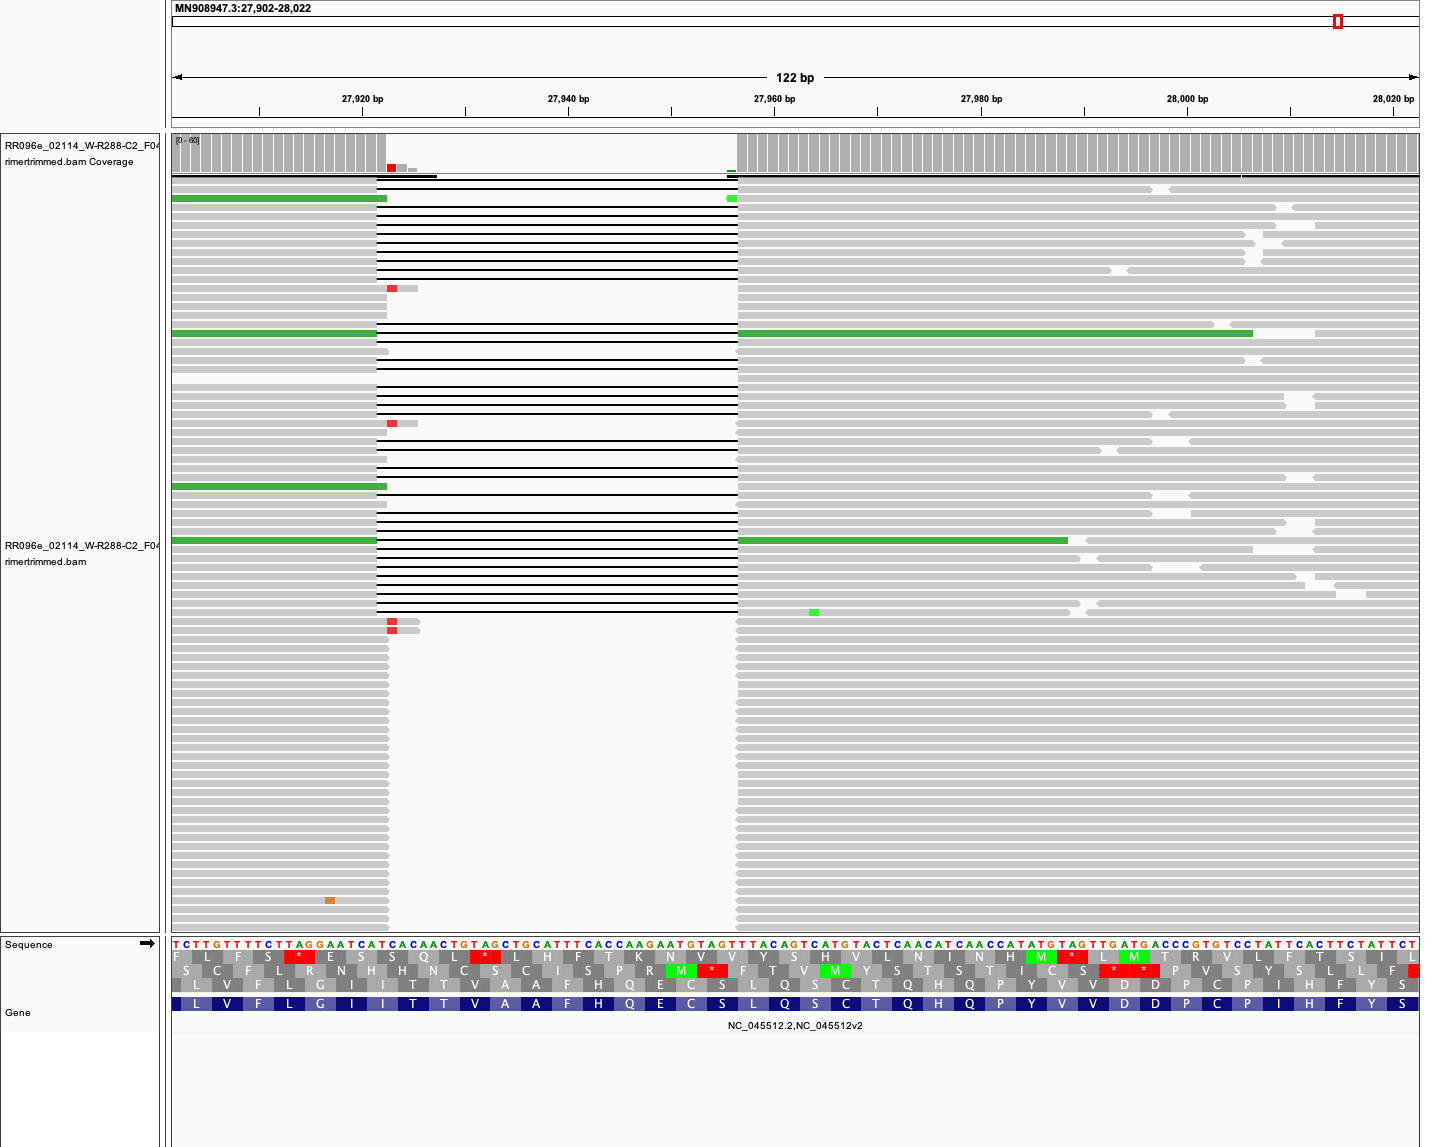 MN908947.3:27,902-28,022
122 bp
27,920 bp 27,940 bp 27,960 bp 27,980 bp 28,000 bp 28,020 bp
RR096e_02114_W-R288-C2_F04
rimertrimmed.bam Coverage
[0 - 60]
RR096e_02114_W-R288-C2_F04
rimertrimmed.bam
Sequence
TCTTGTTTTCTTAGGAATCATCACAACTGTAGCTGCATTTCACCAAGAATGTAGTTTACAGTCATGTACTCAACATCAACCATATGTAGTTGATGACCCGTGTCCTATTCACTTCTATTCT
F L F S * E S S Q L * L H F T K N V V Y S H V L N I N H M * L M T R V L F T S I L
S C F L R N H H N C S C I S P R M * F T V M Y S T S T I C S * * P V S Y S L L F
L V F L G I I T T V A A F H Q E C S L Q S C T Q H Q P Y V V D D P C P I H F Y S
Gene
L V F L G I I T T V A A F H Q E C S L Q S C T Q H Q P Y V V D D P C P I H F Y S
NC_045512.2,NC_045512v2